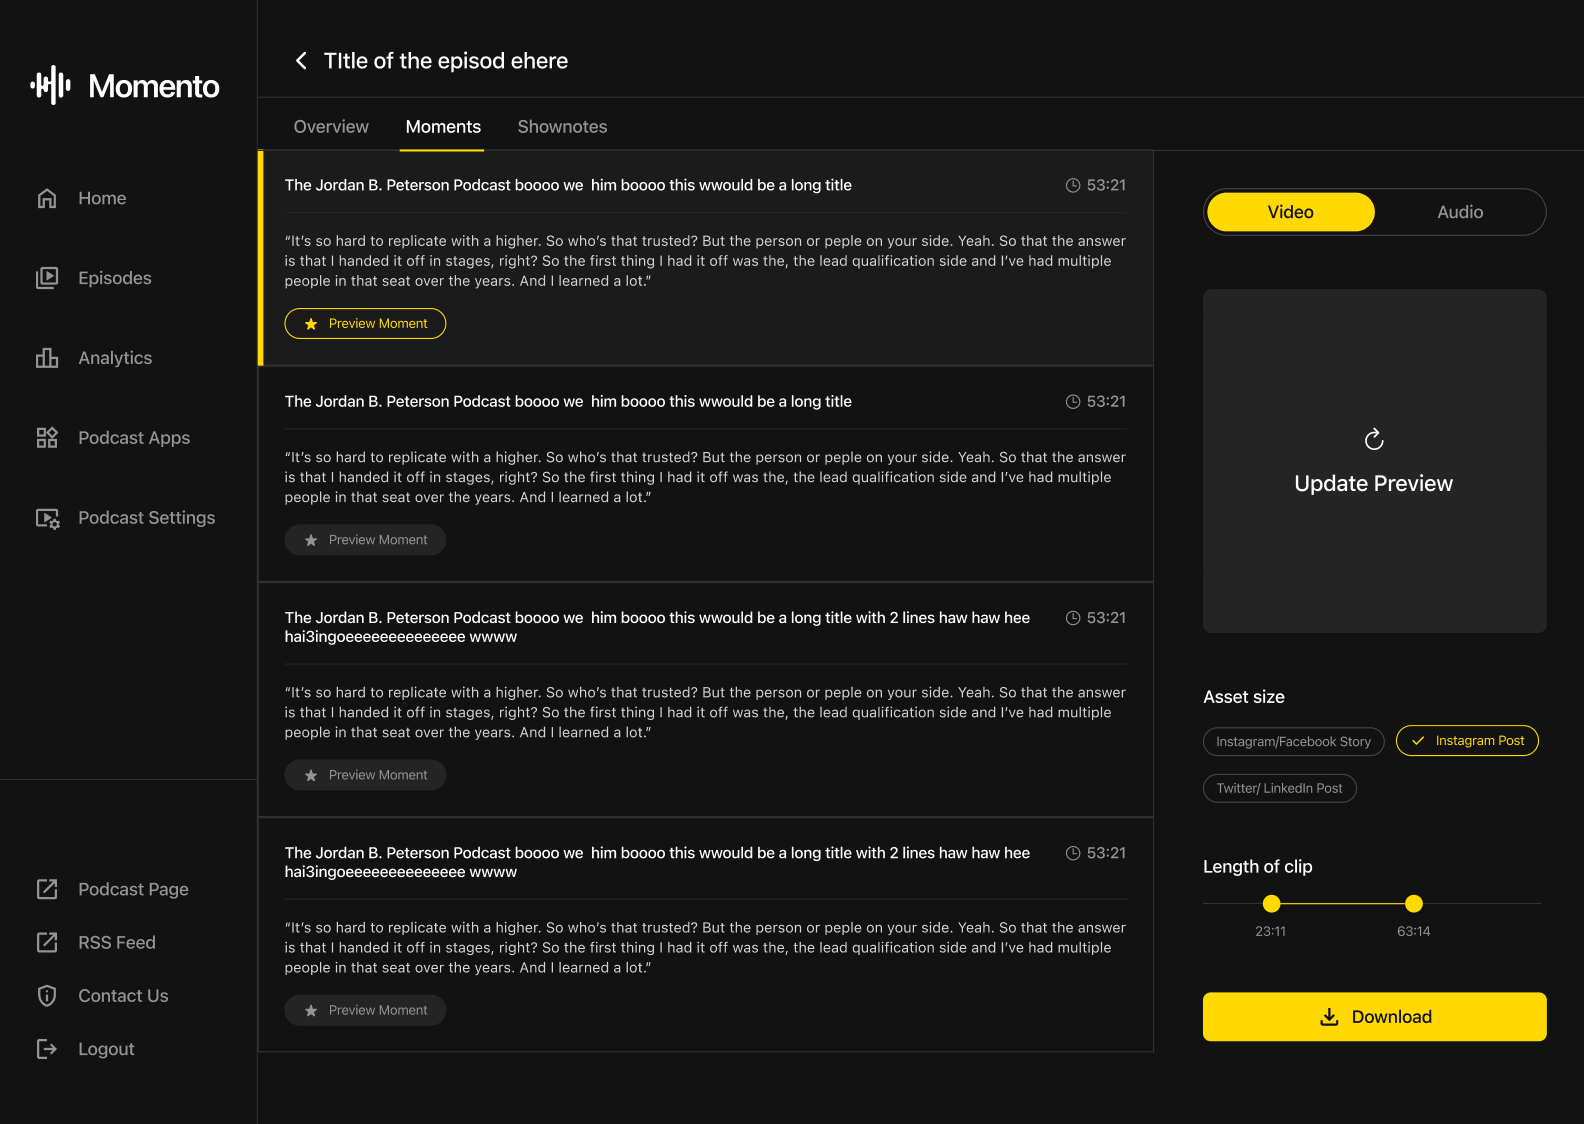 Momento
Home
Episodes
Analytics
Podcast Apps
Podcast Settings
Podcast Page
RSS Feed
Contact Us
Logout
TItle of the episod ehere
Overview
Moments
Shownotes
The Jordan B. Peterson Podcast boooo we  him boooo this wwould be a long title
53:21
“It’s so hard to replicate with a higher. So who’s that trusted? But the person or peple on your side. Yeah. So that the answer
is that I handed it off in stages, right? So the first thing I had it off was the, the lead qualification side and I’ve had multiple
people in that seat over the years. And I learned a lot.”
Preview Moment
The Jordan B. Peterson Podcast boooo we  him boooo this wwould be a long title
53:21
“It’s so hard to replicate with a higher. So who’s that trusted? But the person or peple on your side. Yeah. So that the answer
is that I handed it off in stages, right? So the first thing I had it off was the, the lead qualification side and I’ve had multiple
people in that seat over the years. And I learned a lot.”
Preview Moment
The Jordan B. Peterson Podcast boooo we  him boooo this wwould be a long title with 2 lines haw haw hee
hai3ingoeeeeeeeeeeeeee wwww
53:21
“It’s so hard to replicate with a higher. So who’s that trusted? But the person or peple on your side. Yeah. So that the answer
is that I handed it off in stages, right? So the first thing I had it off was the, the lead qualification side and I’ve had multiple
people in that seat over the years. And I learned a lot.”
Preview Moment
The Jordan B. Peterson Podcast boooo we  him boooo this wwould be a long title with 2 lines haw haw hee
hai3ingoeeeeeeeeeeeeee wwww
53:21
“It’s so hard to replicate with a higher. So who’s that trusted? But the person or peple on your side. Yeah. So that the answer
is that I handed it off in stages, right? So the first thing I had it off was the, the lead qualification side and I’ve had multiple
people in that seat over the years. And I learned a lot.”
Preview Moment
Video
Audio
Update Preview
Asset size
Instagram/Facebook Story
Instagram Post
Twitter/ LinkedIn Post
Length of clip
23:11
63:14
Download